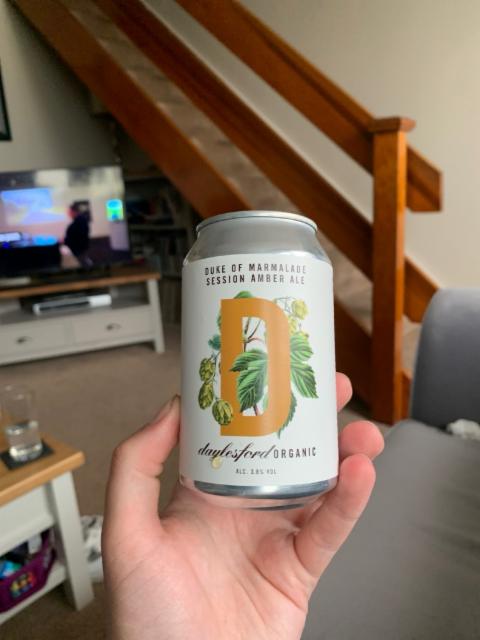 DUKE OF MARMALADE
SESSION AMBER ALE
D
daylesford ORGANIC
ALC. 3.8% VOL